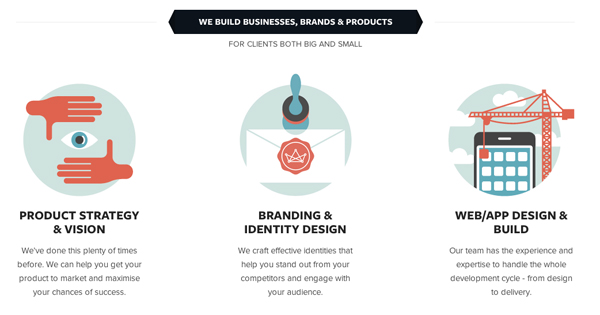 WE BUILD BUSINESSES, BRANDS & PRODUCTS
FOR CLIENTS BOTH BIG AND SMALL
PRODUCT STRATEGY
& VISION
We've done this plenty of times
before. We can help you get your
product to market and maximise
your chances of success.
BRANDING &
IDENTITY DESIGN
We craft effective identities that
help you stand out from your
competitors and engage with
your audience.
WEB/APP DESIGN &
BUILD
Our team has the experience and
expertise to handle the whole
development cycle - from design
to delivery.